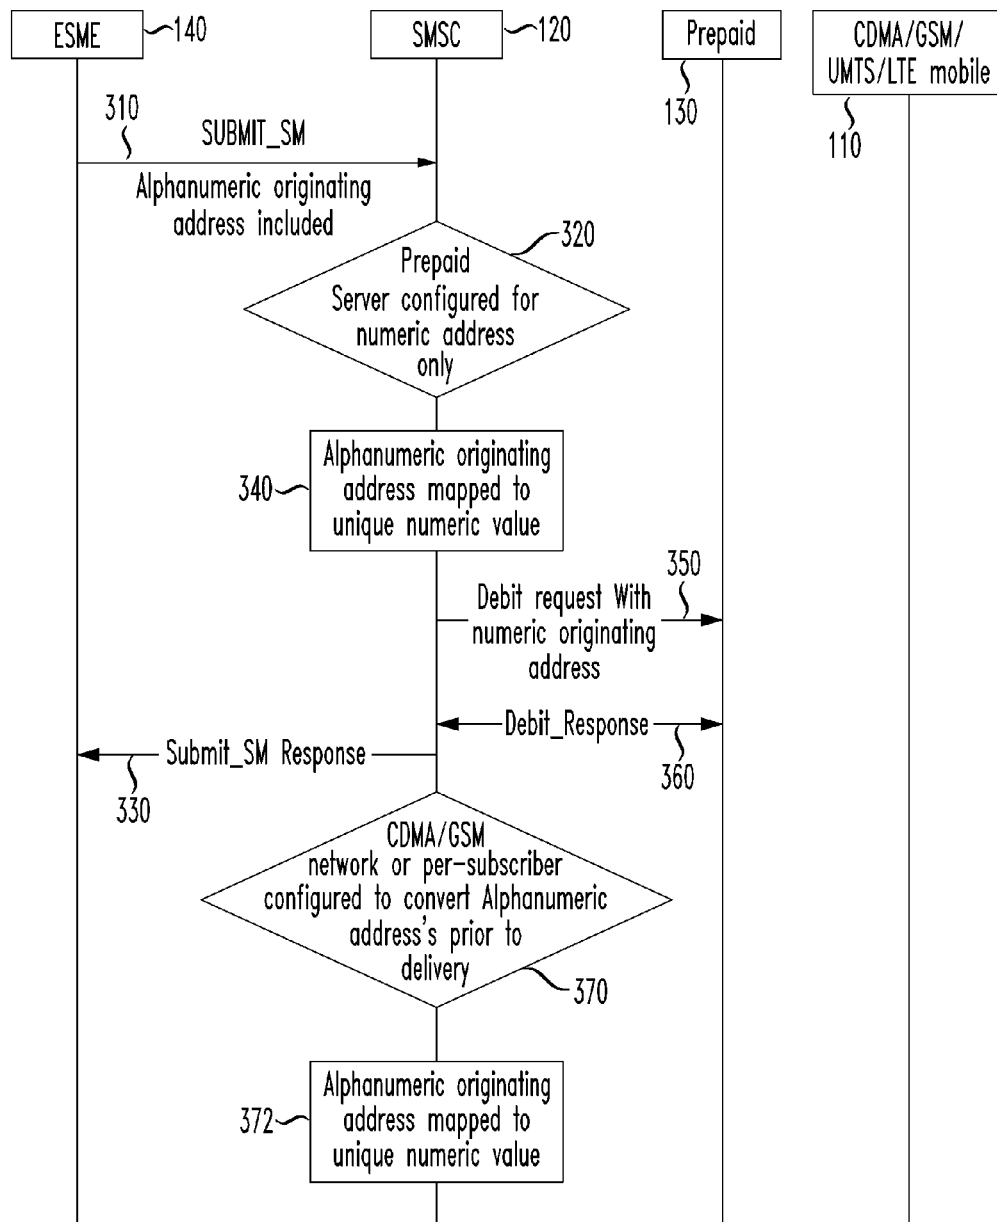 ESME
140
SMSC
120
Prepaid
130
CDMA/GSM/
UMTS/LTE mobile
110
310
SUBMIT_SM
Alphanumeric originating
address included
320
Prepaid
Server configured for
numeric address
only
340
Alphanumeric originating
address mapped to
unique numeric value
350
Debit request With
numeric originating
address
Debit_Response
360
Submit_SM Response
330
CDMA/GSM
network or per-subscriber
configured to convert Alphanumeric
address's prior to
delivery
370
372
Alphanumeric originating
address mapped to
unique numeric value